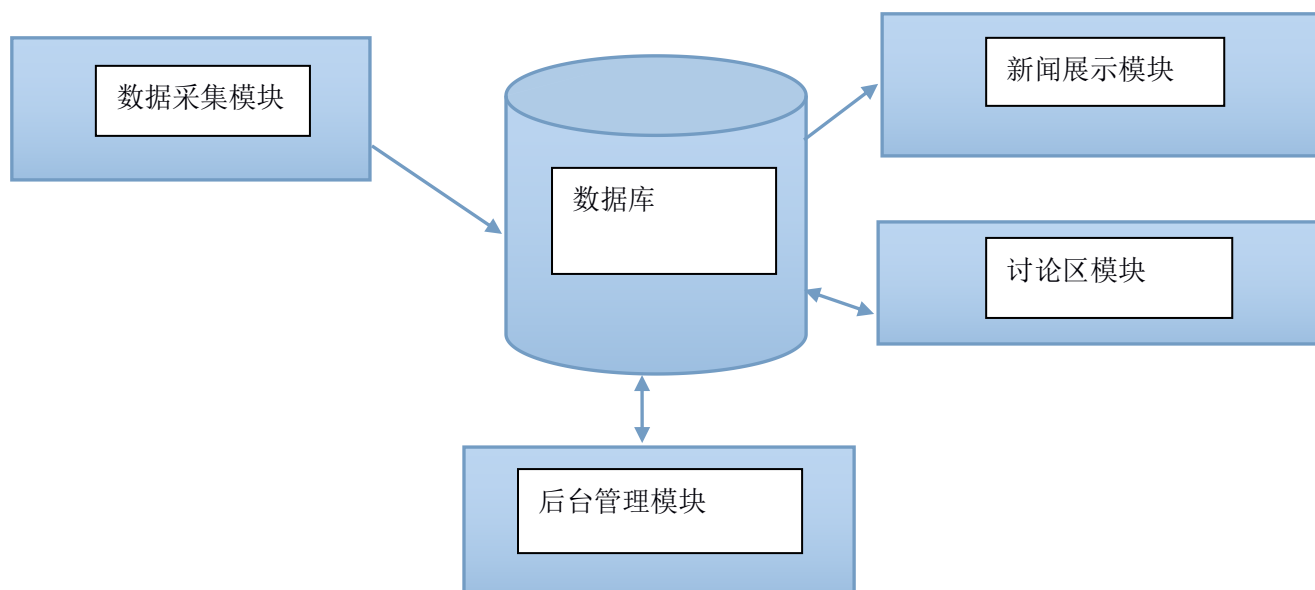 数据采集模块
新闻展示模块
数据库
讨论区模块
后台管理模块